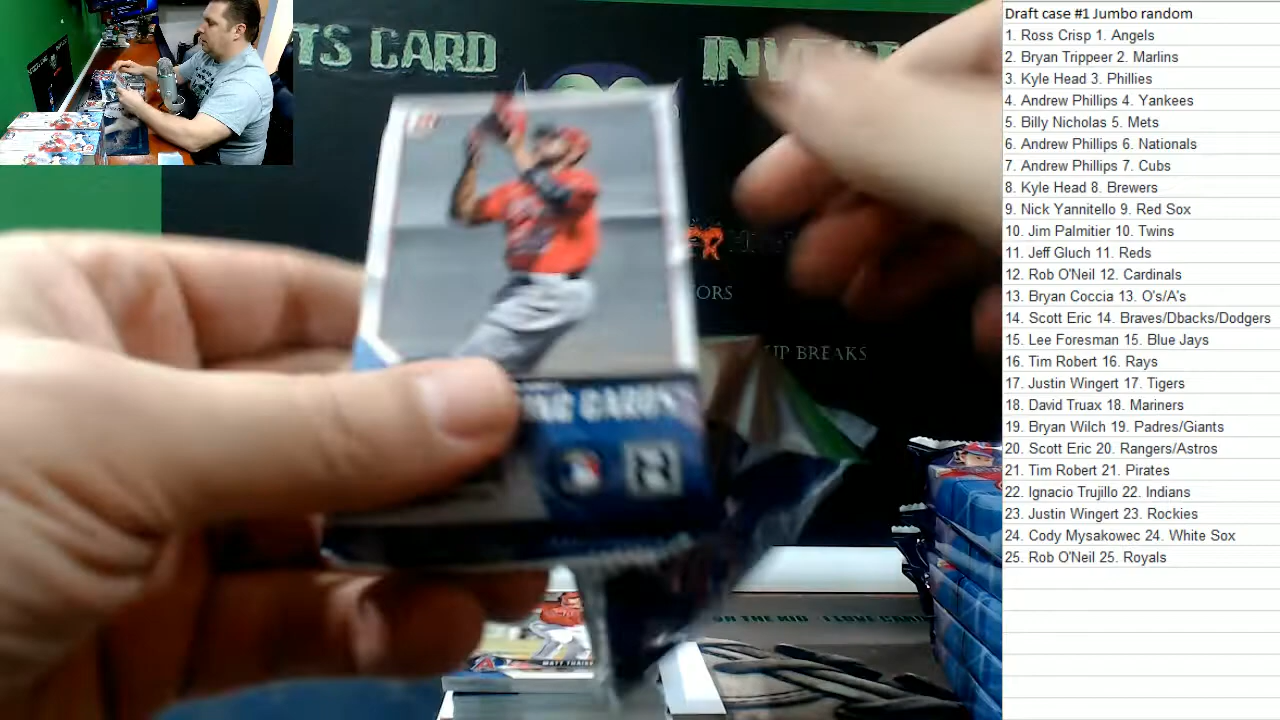 TS CARD INVEST
ORS
UP BREAKS
CARDS
MATT THAISS
Draft case #1 Jumbo random
1. Ross Crisp 1. Angels
2. Bryan Trippeer 2. Marlins
3. Kyle Head 3. Phillies
4. Andrew Phillips 4. Yankees
5. Billy Nicholas 5. Mets
6. Andrew Phillips 6. Nationals
7. Andrew Phillips 7. Cubs
8. Kyle Head 8. Brewers
9. Nick Yannitello 9. Red Sox
10. Jim Palmitier 10. Twins
11. Jeff Gluch 11. Reds
12. Rob O'Neil 12. Cardinals
13. Bryan Coccia 13. O's/A's
14. Scott Eric 14. Braves/Dbacks/Dodgers
15. Lee Foresman 15. Blue Jays
16. Tim Robert 16. Rays
17. Justin Wingert 17. Tigers
18. David Truax 18. Mariners
19. Bryan Wilch 19. Padres/Giants
20. Scott Eric 20. Rangers/Astros
21. Tim Robert 21. Pirates
22. Ignacio Trujillo 22. Indians
23. Justin Wingert 23. Rockies
24. Cody Mysakowec 24. White Sox
25. Rob O'Neil 25. Royals